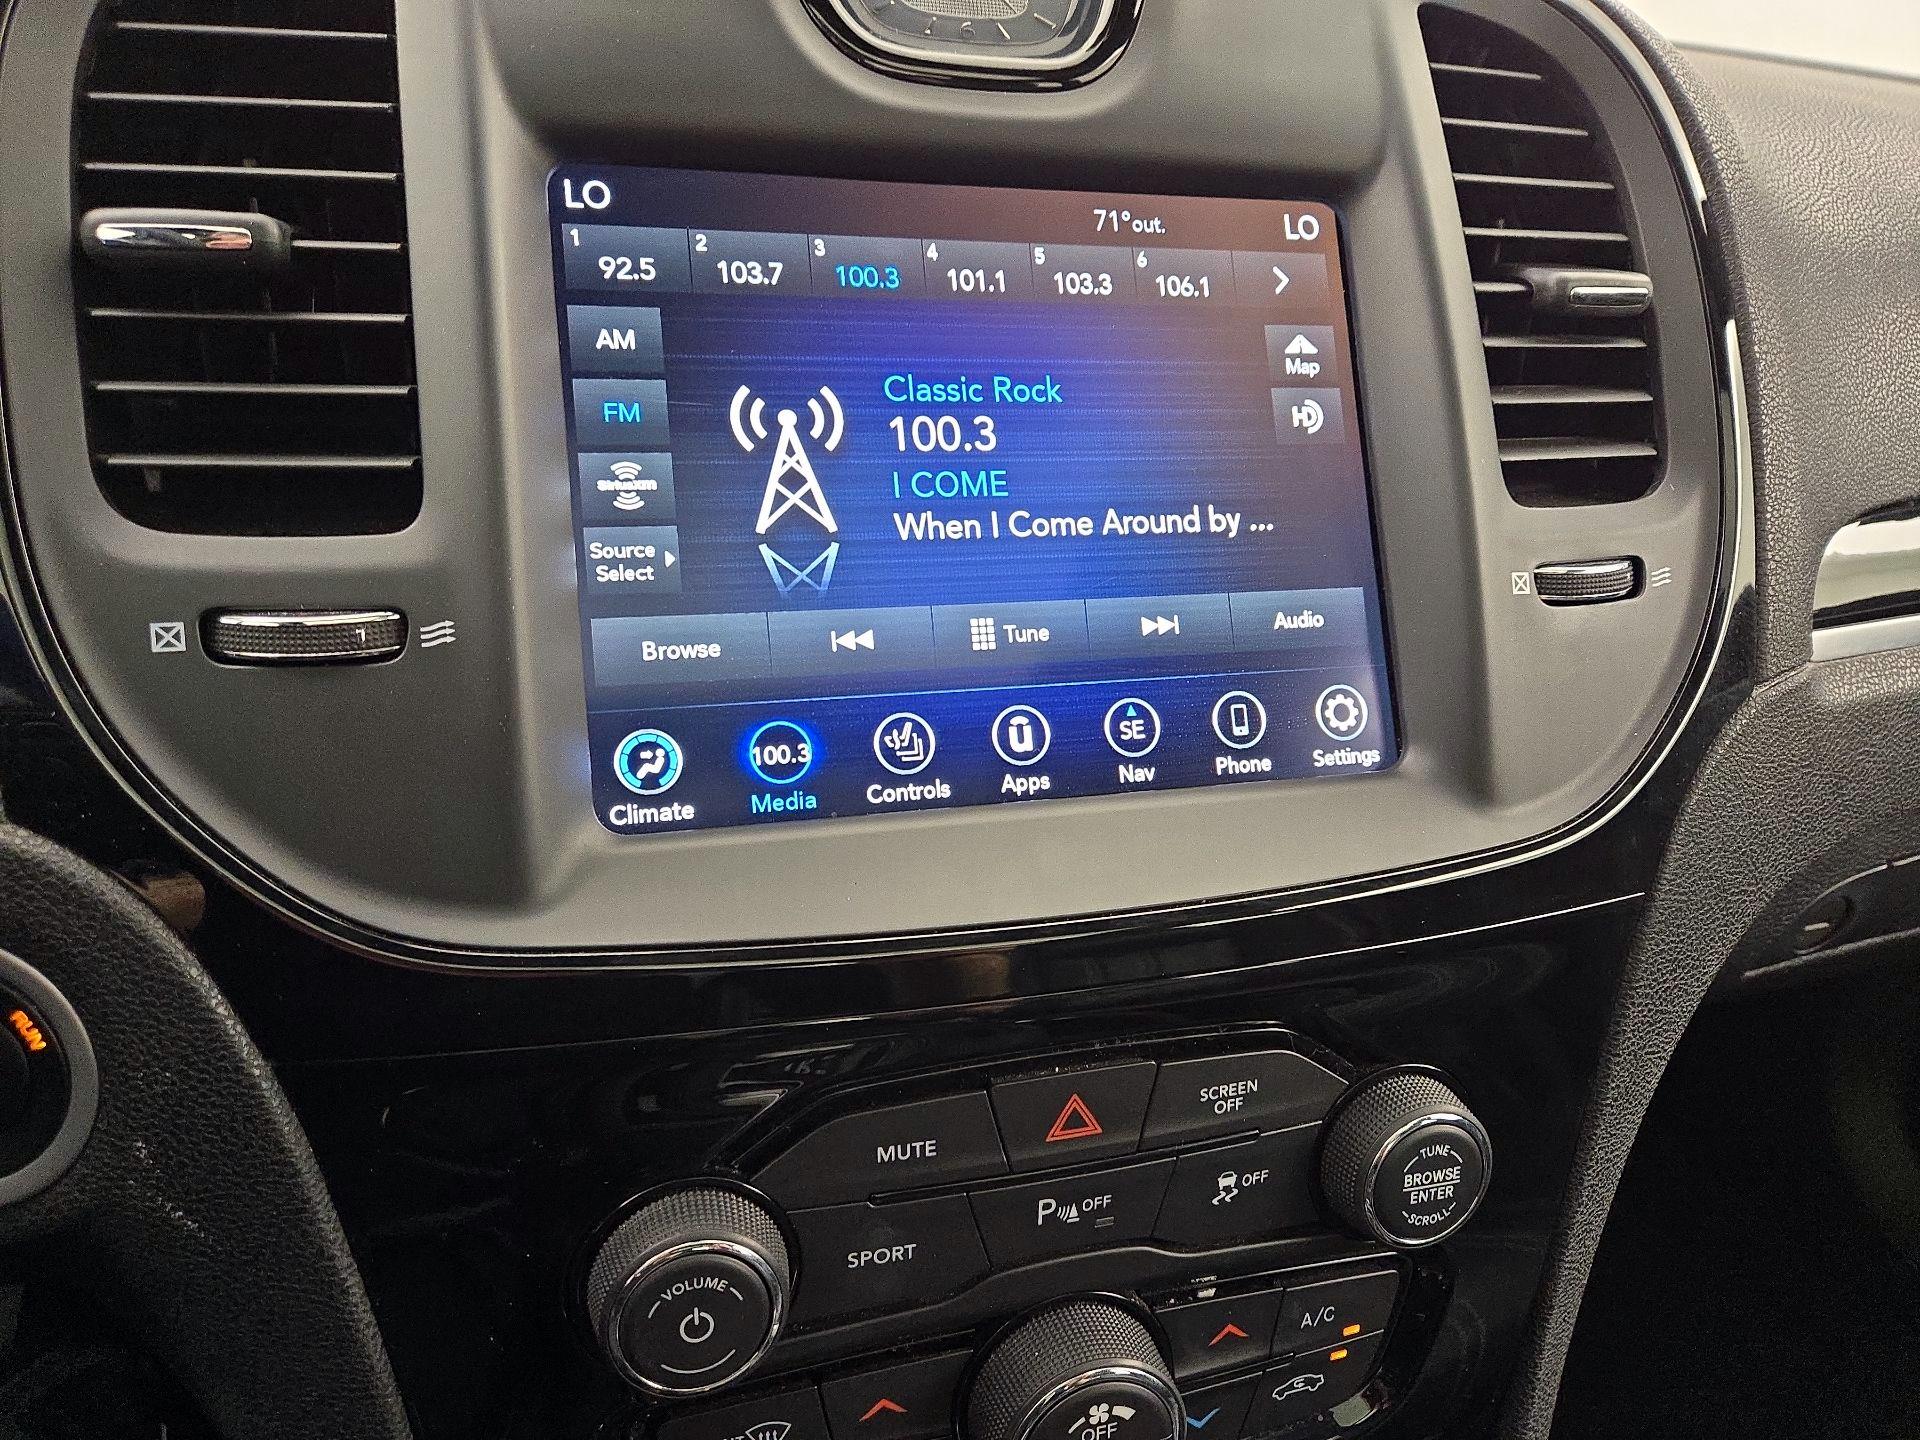 6
LO
71°out.
LO
1 92.5
2 103.7
3 100.3
4 101.1
5 103.3
6 106.1
AM
FM
SiriusXM
Source
Select
Classic Rock
100.3
I COME
When I Come Around by ...
Map
HD
Browse
Tune
Audio
Climate
100.3
Media
Controls
ū
Apps
SE
Nav
Phone
Settings
RUN
MUTE
SCREEN
OFF
P OFF
OFF
SPORT
VOLUME
TUNE
BROWSE
ENTER
SCROLL
A/C
OFF